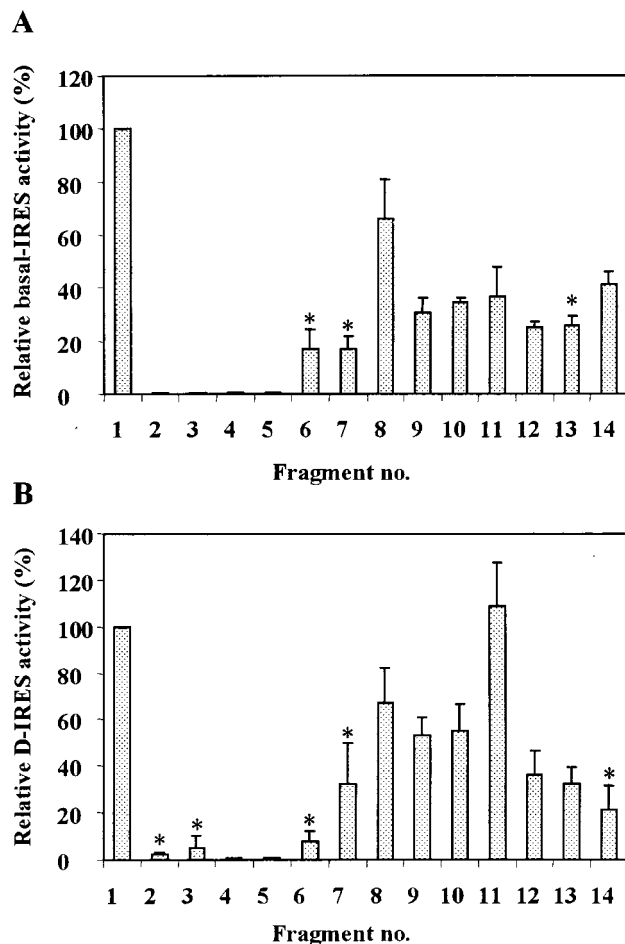 A
Relative basal-IRES activity (%)
120
100
80
60
40
20
0
* * *
1 2 3 4 5 6 7 8 9 10 11 12 13 14
Fragment no.
B
Relative D-IRES activity (%)
140
120
100
80
60
40
20
0
* * * * *
1 2 3 4 5 6 7 8 9 10 11 12 13 14
Fragment no.